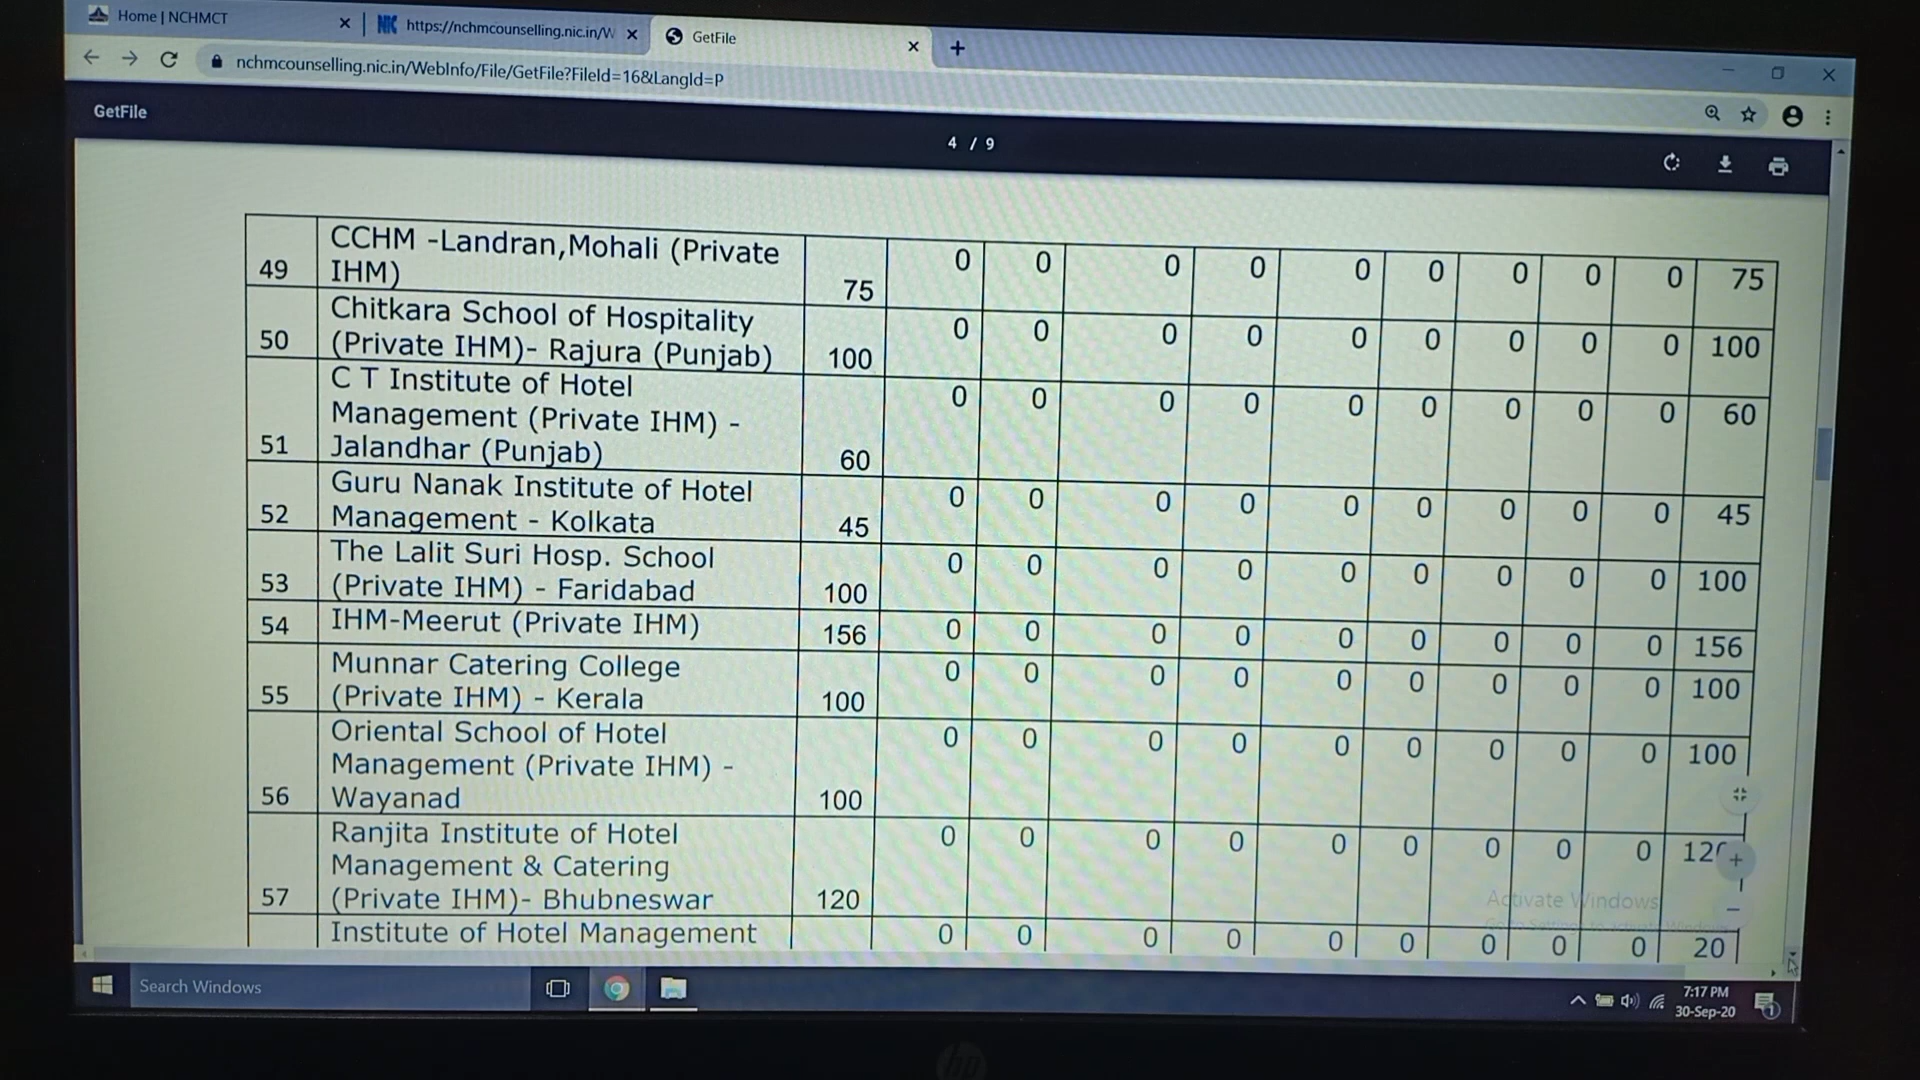 Home | NCHMCT
https://nchmcounselling.nic.in/W
GetFile
nchmcounselling.nic.in/WebInfo/File/GetFile?FileId=16&LangId=P
GetFile
4 / 9
49 CCHM -Landran,Mohali (Private IHM) 75 0 0 0 0 0 0 0 0 0 75
50 Chitkara School of Hospitality (Private IHM)- Rajura (Punjab) 100 0 0 0 0 0 0 0 0 0 100
51 C T Institute of Hotel Management (Private IHM) - Jalandhar (Punjab) 60 0 0 0 0 0 0 0 0 0 60
52 Guru Nanak Institute of Hotel Management - Kolkata 45 0 0 0 0 0 0 0 0 0 45
53 The Lalit Suri Hosp. School (Private IHM) - Faridabad 100 0 0 0 0 0 0 0 0 0 100
54 IHM-Meerut (Private IHM) 156 0 0 0 0 0 0 0 0 0 156
55 Munnar Catering College (Private IHM) - Kerala 100 0 0 0 0 0 0 0 0 0 100
56 Oriental School of Hotel Management (Private IHM) - Wayanad 100 0 0 0 0 0 0 0 0 0 100
57 Ranjita Institute of Hotel Management & Catering (Private IHM)- Bhubneswar 120 0 0 0 0 0 0 0 0 0 120
Institute of Hotel Management 0 0 0 0 0 0 0 0 0 20
Activate Windows
Search Windows
7:17 PM
30-Sep-20
hp